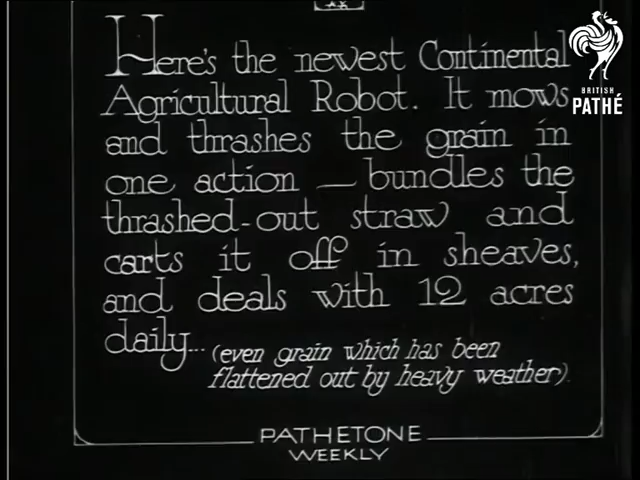 Here's the newest Continental
Agricultural Robot. It mows
and thrashes the grain in
one action — bundles the
thrashed-out straw and
carts it off in sheaves,
and deals with 12 acres
daily... (even grain which has been
flattened out by heavy weather).
PATHETONE
WEEKLY
BRITISH
PATHÉ